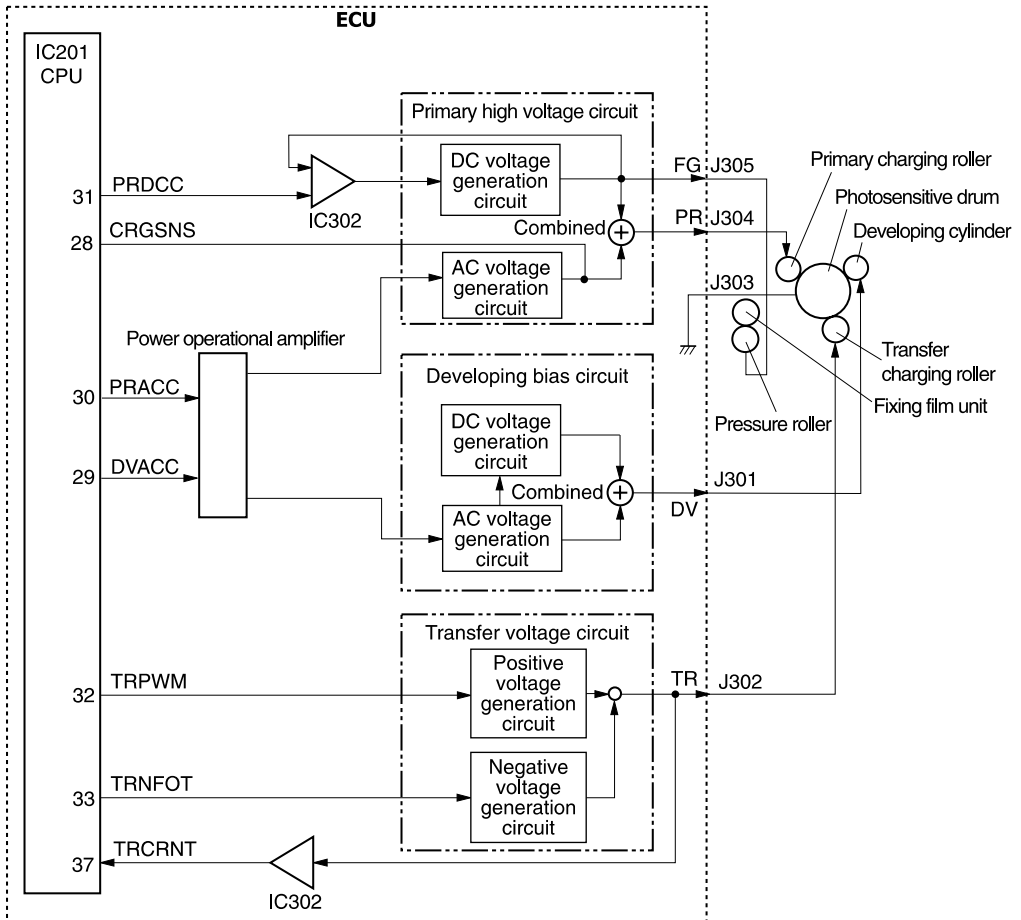 ECU
IC201
CPU
Primary high voltage circuit
DC voltage
generation
circuit
FG
J305
Primary charging roller
31
PRDCC
IC302
Photosensitive drum
PR
J304
Combined
Developing cylinder
28
CRGSNS
AC voltage
generation
circuit
J303
Power operational amplifier
Transfer
charging roller
Developing bias circuit
30
PRACC
Fixing film unit
DC voltage
generation
circuit
Pressure roller
29
DVACC
J301
Combined
DV
AC voltage
generation
circuit
Transfer voltage circuit
Positive
voltage
generation
circuit
32
TRPWM
TR
J302
Negative
voltage
generation
circuit
33
TRNFOT
37
TRCRNT
IC302